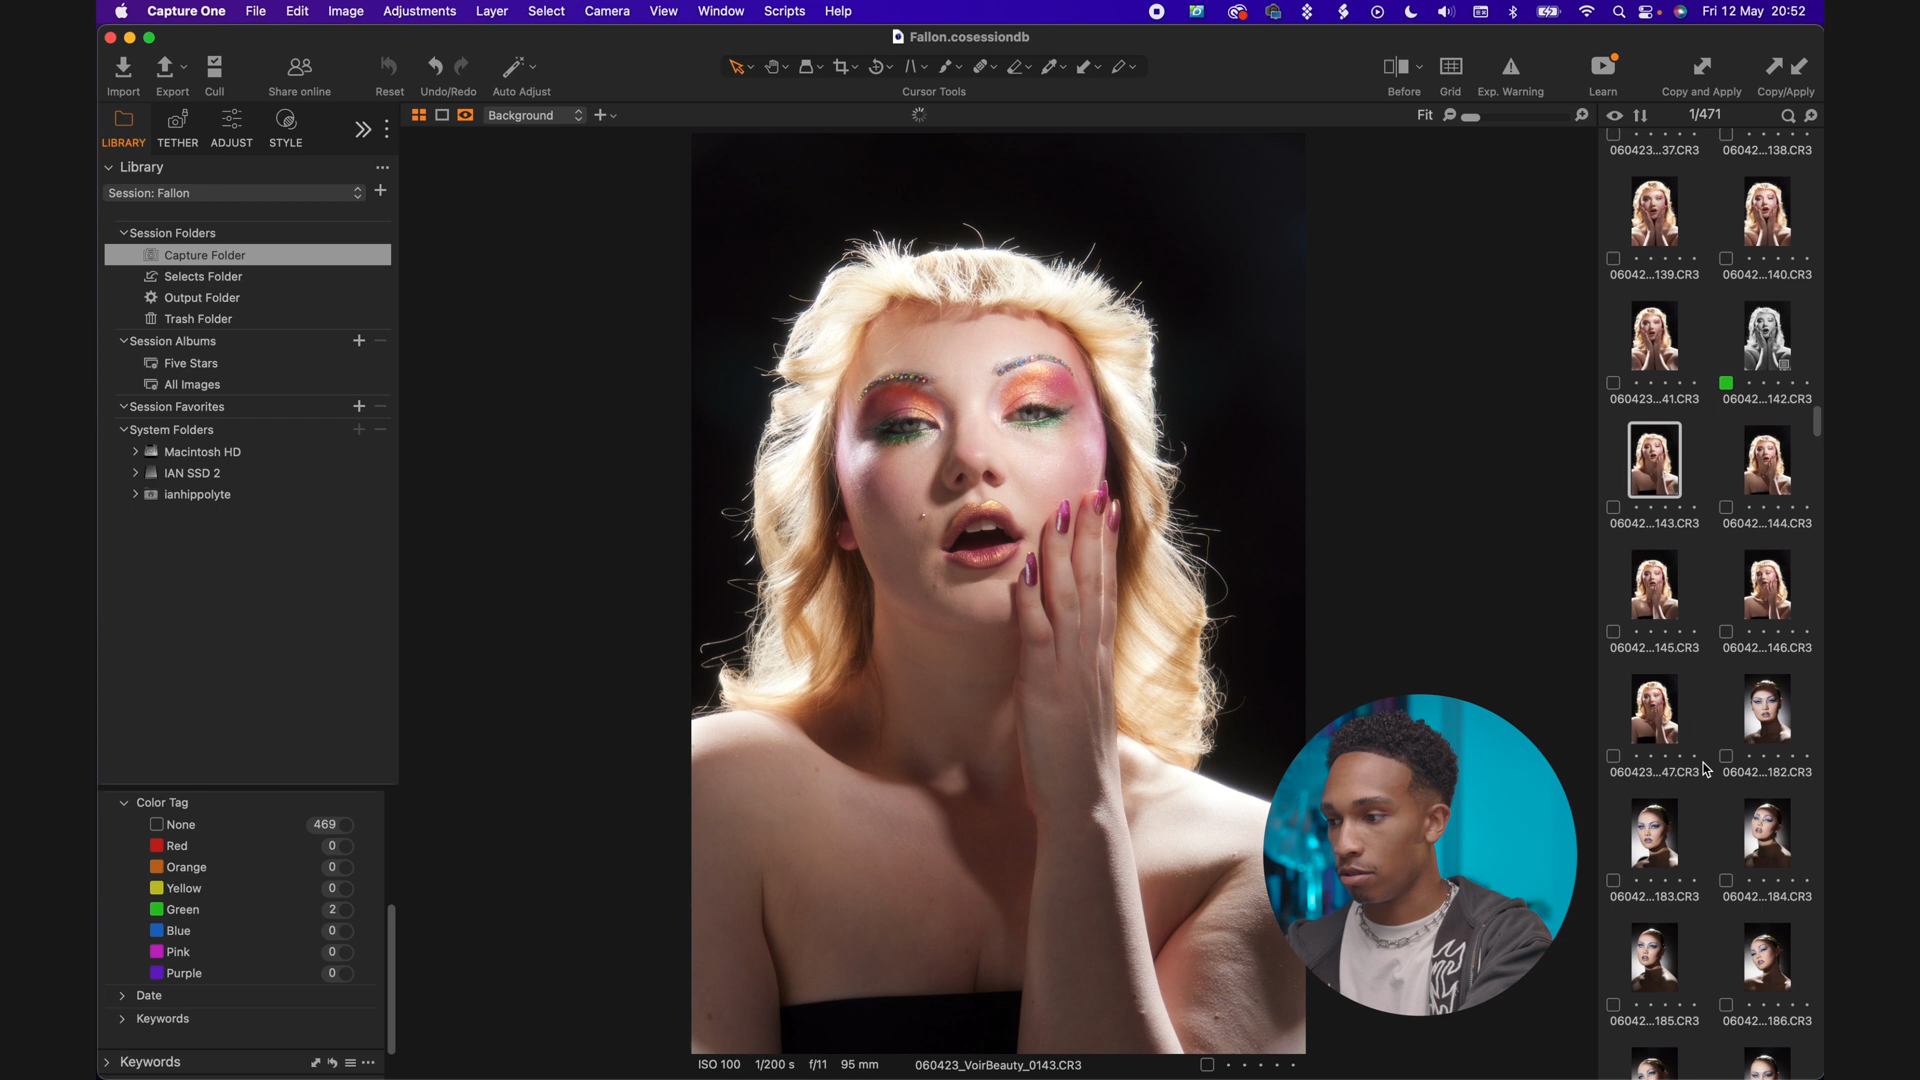 Capture One File Edit Image Adjustments Layer Select Camera View Window Scripts Help Fri 12 May 20:52
Fallon.cosessiondb
Import Export Cull Share online Reset Undo/Redo Auto Adjust Cursor Tools Before Grid Exp. Warning Learn Copy and Apply Copy/Apply
Background Fit 1/471
LIBRARY TETHER ADJUST STYLE
Library
Session: Fallon
Session Folders
Capture Folder
Selects Folder
Output Folder
Trash Folder
Session Albums
Five Stars
All Images
Session Favorites
System Folders
Macintosh HD
IAN SSD 2
ianhippolyte
Color Tag
None 469
Red 0
Orange 0
Yellow 0
Green 2
Blue 0
Pink 0
Purple 0
Date
Keywords
Keywords
ISO 100 1/200 s f/11 95 mm 060423_VoirBeauty_0143.CR3
060423...37.CR3 06042...138.CR3
06042...139.CR3 06042...140.CR3
060423...41.CR3 06042...142.CR3
06042...143.CR3 06042...144.CR3
06042...145.CR3 06042...146.CR3
060423...47.CR3 06042...182.CR3
06042...183.CR3 06042...184.CR3
06042...185.CR3 06042...186.CR3